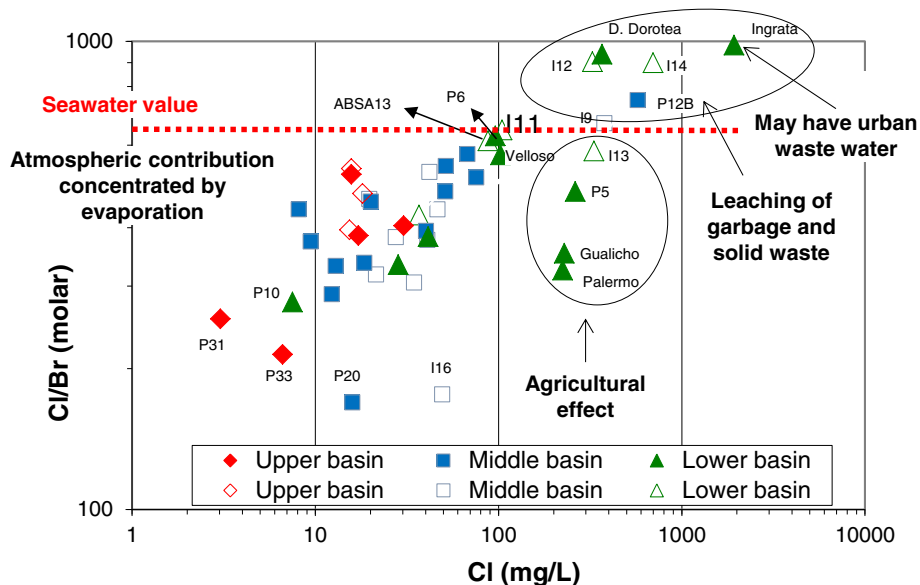 1000
D. Dorotea
Ingrata
I12
I14
ABSA13
P6
P12B
Seawater value
I11
I9
May have urban
waste water
Atmospheric contribution
concentrated by
evaporation
Velloso
I13
P5
Leaching of
garbage and
solid waste
Gualicho
Palermo
P10
P31
P33
P20
I16
Agricultural
effect
Cl/Br (molar)
Upper basin
Middle basin
Lower basin
Upper basin
Middle basin
Lower basin
100
1
10
100
1000
10000
Cl (mg/L)